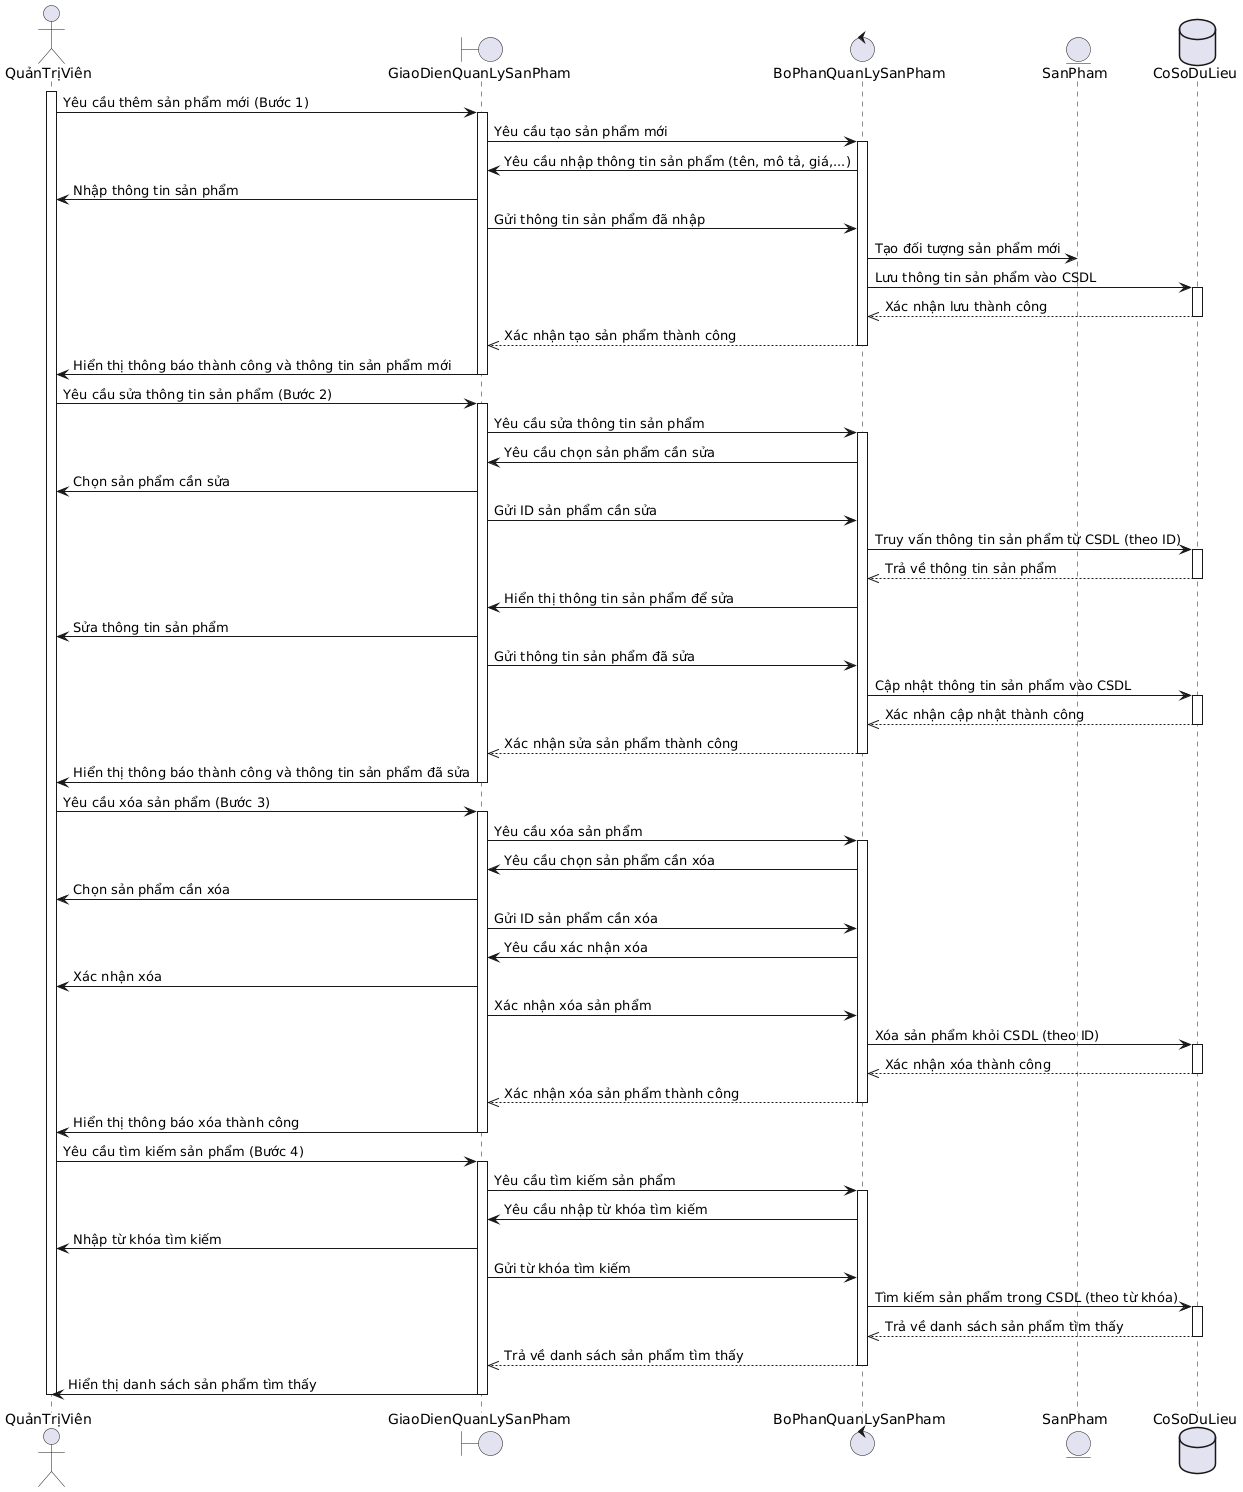 QuảnTrịViên
GiaoDienQuanLySanPham
BoPhanQuanLySanPham
SanPham
CoSoDuLieu
Yêu cầu thêm sản phẩm mới (Bước 1)
Yêu cầu tạo sản phẩm mới
Yêu cầu nhập thông tin sản phẩm (tên, mô tả, giá,...)
Nhập thông tin sản phẩm
Gửi thông tin sản phẩm đã nhập
Tạo đối tượng sản phẩm mới
Lưu thông tin sản phẩm vào CSDL
Xác nhận lưu thành công
Xác nhận tạo sản phẩm thành công
Hiển thị thông báo thành công và thông tin sản phẩm mới
Yêu cầu sửa thông tin sản phẩm (Bước 2)
Yêu cầu sửa thông tin sản phẩm
Yêu cầu chọn sản phẩm cần sửa
Chọn sản phẩm cần sửa
Gửi ID sản phẩm cần sửa
Truy vấn thông tin sản phẩm từ CSDL (theo ID)
Trả về thông tin sản phẩm
Hiển thị thông tin sản phẩm để sửa
Sửa thông tin sản phẩm
Gửi thông tin sản phẩm đã sửa
Cập nhật thông tin sản phẩm vào CSDL
Xác nhận cập nhật thành công
Xác nhận sửa sản phẩm thành công
Hiển thị thông báo thành công và thông tin sản phẩm đã sửa
Yêu cầu xóa sản phẩm (Bước 3)
Yêu cầu xóa sản phẩm
Yêu cầu chọn sản phẩm cần xóa
Chọn sản phẩm cần xóa
Gửi ID sản phẩm cần xóa
Yêu cầu xác nhận xóa
Xác nhận xóa
Xác nhận xóa sản phẩm
Xóa sản phẩm khỏi CSDL (theo ID)
Xác nhận xóa thành công
Xác nhận xóa sản phẩm thành công
Hiển thị thông báo xóa thành công
Yêu cầu tìm kiếm sản phẩm (Bước 4)
Yêu cầu tìm kiếm sản phẩm
Yêu cầu nhập từ khóa tìm kiếm
Nhập từ khóa tìm kiếm
Gửi từ khóa tìm kiếm
Tìm kiếm sản phẩm trong CSDL (theo từ khóa)
Trả về danh sách sản phẩm tìm thấy
Trả về danh sách sản phẩm tìm thấy
Hiển thị danh sách sản phẩm tìm thấy
QuảnTrịViên
GiaoDienQuanLySanPham
BoPhanQuanLySanPham
SanPham
CoSoDuLieu